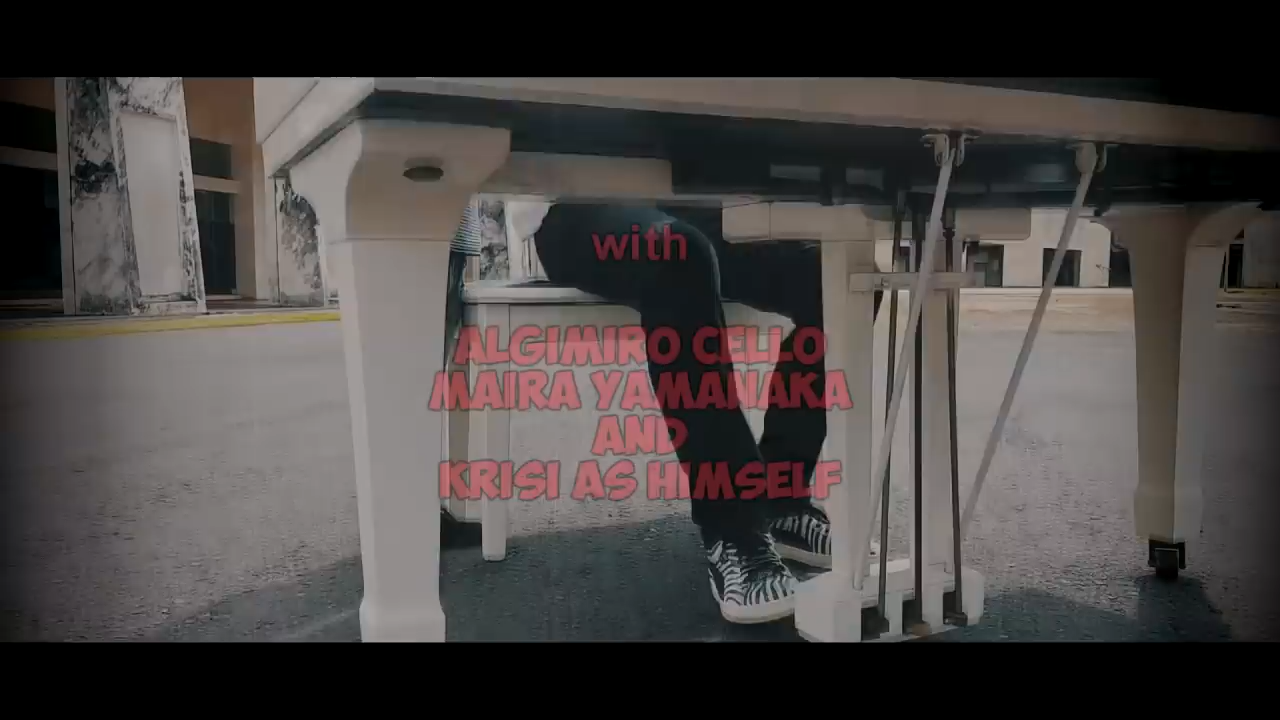 with
ALGIMIRO CELLO
MAIRA YAMANAKA
AND
KRISI AS HIMSELF